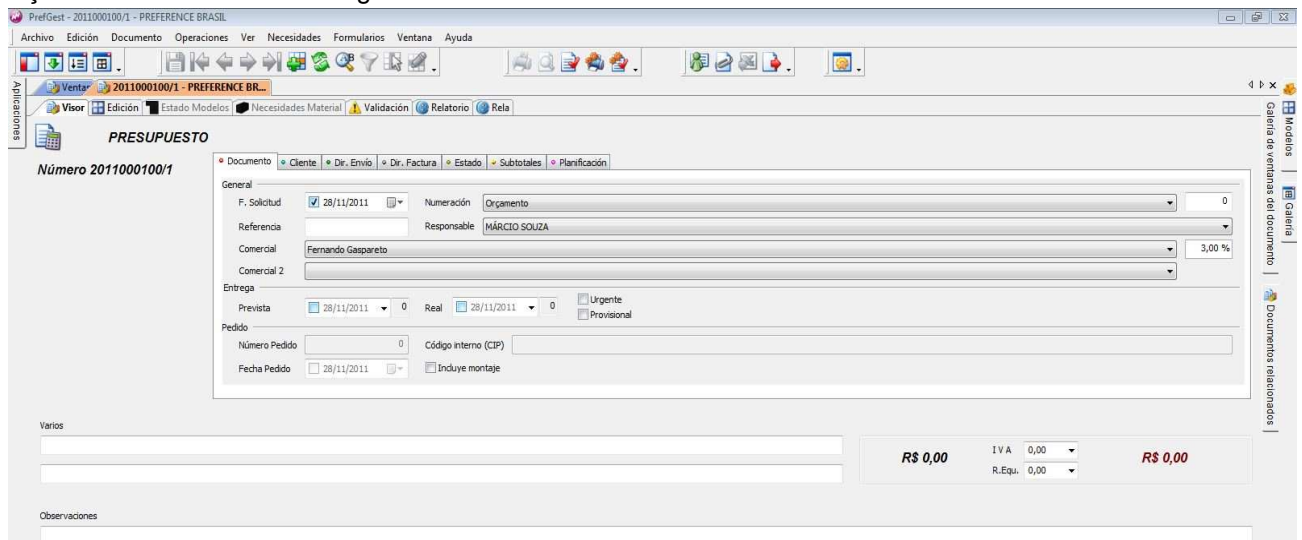 PrefGest - 2011000100/1 - PREFERENCE BRASIL
Archivo Edición Documento Operaciones Ver Necesidades Formularios Ventana Ayuda
Ventas 2011000100/1 - PREFERENCE BR...
Visor Edición Estado Modelos Necesidades Material Validación Relatorio Rela
Aplicaciones
PRESUPUESTO
Número 2011000100/1
Documento Cliente Dir. Envío Dir. Factura Estado Subtotales Planificación
General
F. Solicitud 28/11/2011 Numeración Orçamento 0
Referencia Responsable MÁRCIO SOUZA
Comercial Fernando Gaspareto 3,00 %
Comercial 2
Entrega
Prevista 28/11/2011 0 Real 28/11/2011 0 Urgente
Provisional
Pedido
Número Pedido 0 Código interno (CIP)
Fecha Pedido 28/11/2011 Incluye montaje
Varios
R$ 0,00 I V A 0,00 R$ 0,00
R.Equ. 0,00
Observaciones
Modelos
Galería
Galería de ventanas del documento
Documentos relacionados